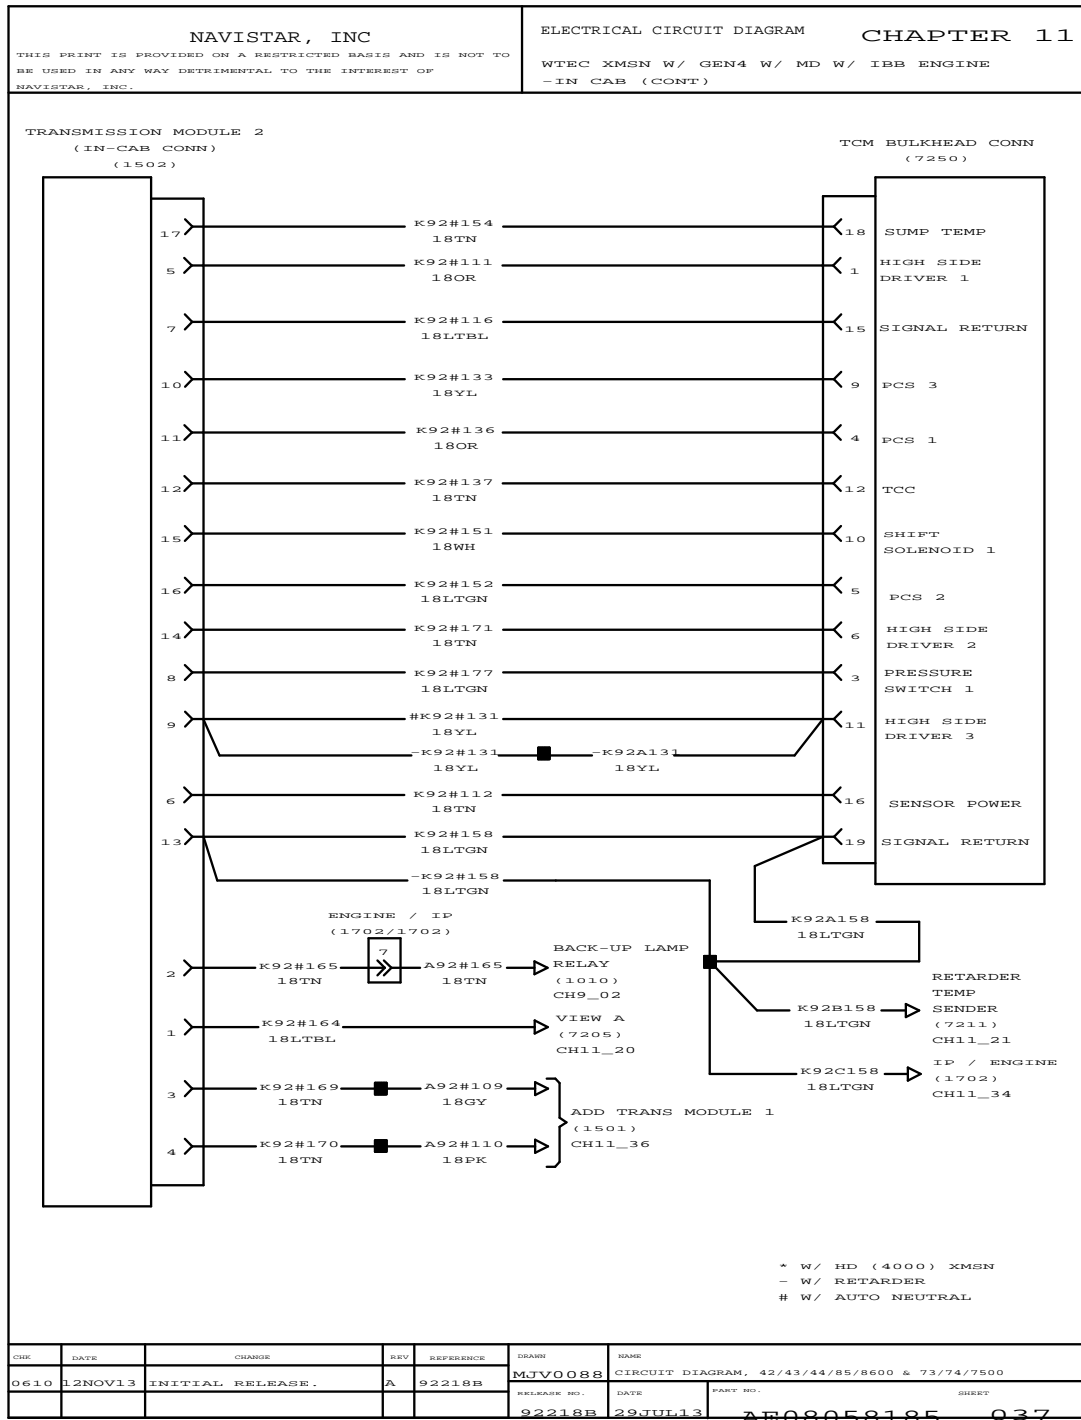 NAVISTAR, INC
THIS PRINT IS PROVIDED ON A RESTRICTED BASIS AND IS NOT TO
BE USED IN ANY WAY DETRIMENTAL TO THE INTEREST OF
NAVISTAR, INC.
ELECTRICAL CIRCUIT DIAGRAM
CHAPTER 11
WTEC XMSN W/ GEN4 W/ MD W/ IBB ENGINE
-IN CAB (CONT)
TRANSMISSION MODULE 2
(IN-CAB CONN)
(1502)
TCM BULKHEAD CONN
(7250)
17 K92#154 18 SUMP TEMP
18TN
5 K92#111 1 HIGH SIDE
18OR DRIVER 1
7 K92#116 15 SIGNAL RETURN
18LTBL
10 K92#133 9 PCS 3
18YL
11 K92#136 4 PCS 1
18OR
12 K92#137 12 TCC
18TN
15 K92#151 10 SHIFT
18WH SOLENOID 1
16 K92#152 5 PCS 2
18LTGN
14 K92#171 6 HIGH SIDE
18TN DRIVER 2
8 K92#177 3 PRESSURE
18LTGN SWITCH 1
9 #K92#131 11 HIGH SIDE
18YL DRIVER 3
-K92#131 -K92A131
18YL 18YL
6 K92#112 16 SENSOR POWER
18TN
13 K92#158 19 SIGNAL RETURN
18LTGN
-K92#158
18LTGN
K92A158
18LTGN
ENGINE / IP
(1702/1702)
7
2 K92#165 A92#165
18TN 18TN
BACK-UP LAMP
RELAY
(1010)
CH9_02
K92B158
18LTGN
RETARDER
TEMP
SENDER
(7211)
CH11_21
1 K92#164
18LTBL
VIEW A
(7205)
CH11_20
K92C158
18LTGN
IP / ENGINE
(1702)
CH11_34
3 K92#169 A92#109
18TN 18GY
4 K92#170 A92#110
18TN 18PK
ADD TRANS MODULE 1
(1501)
CH11_36
* W/ HD (4000) XMSN
- W/ RETARDER
# W/ AUTO NEUTRAL
CHK DATE CHANGE REV REFERENCE
0610 12NOV13 INITIAL RELEASE. A 92218B
DRAWN
MJV0088
NAME
CIRCUIT DIAGRAM, 42/43/44/85/8600 & 73/74/7500
RELEASE NO.
92218B
DATE
29JUL13
PART NO.
AE08058185
SHEET
037